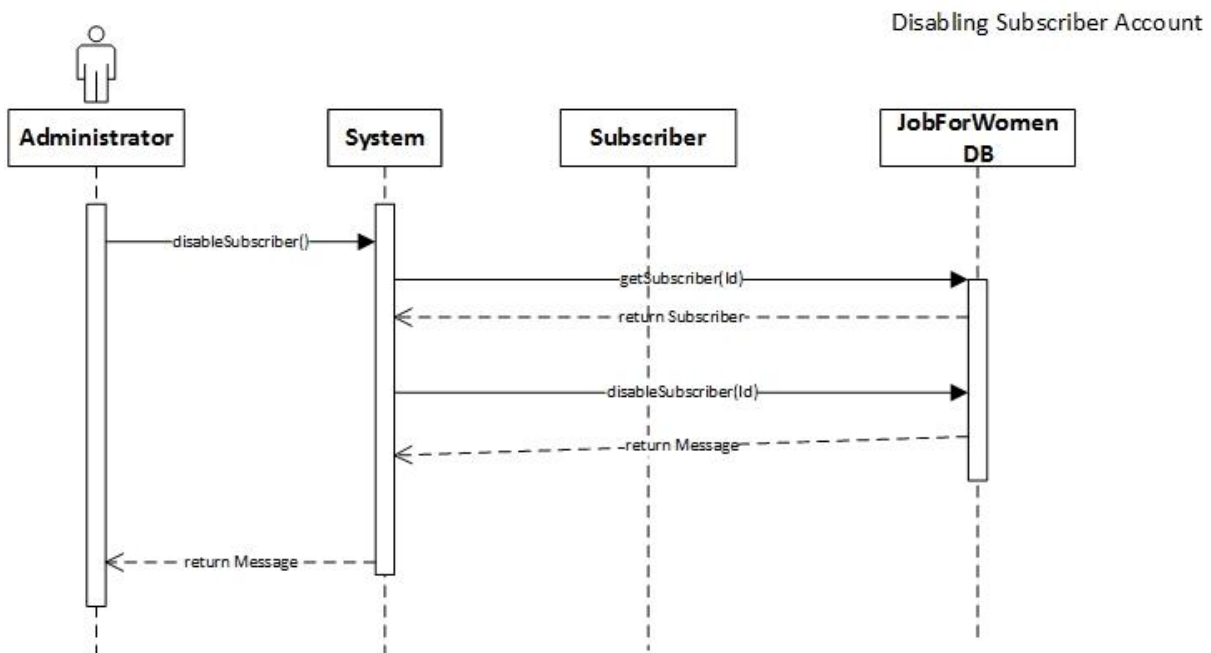 Disabling Subscriber Account
Administrator
System
Subscriber
JobForWomen
DB
disableSubscriber()
getSubscriber(Id)
return Subscriber
disableSubscriber(Id)
return Message
return Message